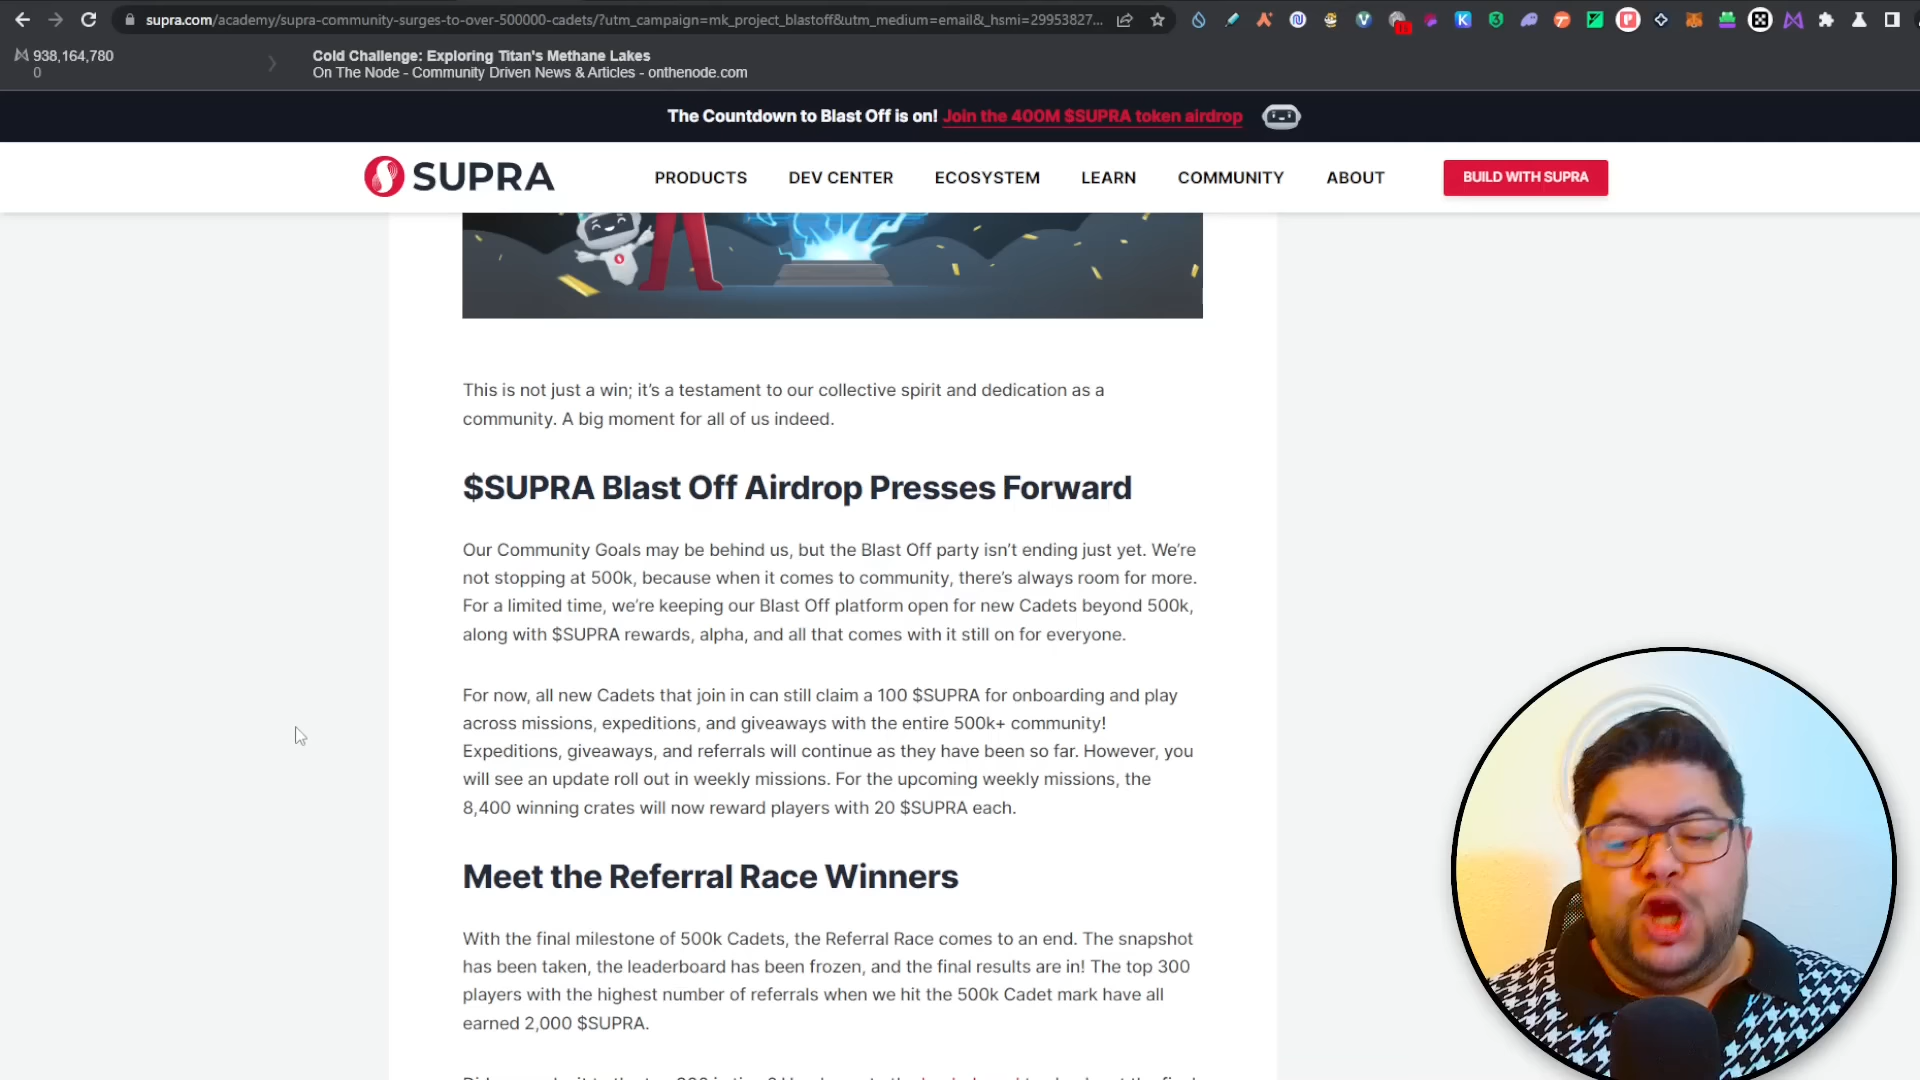 supra.com/academy/supra-community-surges-to-over-500000-cadets/?utm_campaign=mk_project_blastoff&utm_medium=email&_hsmi=29953827...
938,164,780
0
Cold Challenge: Exploring Titan's Methane Lakes
On The Node - Community Driven News & Articles - onthenode.com
The Countdown to Blast Off is on! Join the 400M $SUPRA token airdrop
SUPRA
PRODUCTS DEV CENTER ECOSYSTEM LEARN COMMUNITY ABOUT BUILD WITH SUPRA
This is not just a win; it’s a testament to our collective spirit and dedication as a
community. A big moment for all of us indeed.
$SUPRA Blast Off Airdrop Presses Forward
Our Community Goals may be behind us, but the Blast Off party isn’t ending just yet. We’re
not stopping at 500k, because when it comes to community, there’s always room for more.
For a limited time, we’re keeping our Blast Off platform open for new Cadets beyond 500k,
along with $SUPRA rewards, alpha, and all that comes with it still on for everyone.
For now, all new Cadets that join in can still claim a 100 $SUPRA for onboarding and play
across missions, expeditions, and giveaways with the entire 500k+ community!
Expeditions, giveaways, and referrals will continue as they have been so far. However, you
will see an update roll out in weekly missions. For the upcoming weekly missions, the
8,400 winning crates will now reward players with 20 $SUPRA each.
Meet the Referral Race Winners
With the final milestone of 500k Cadets, the Referral Race comes to an end. The snapshot
has been taken, the leaderboard has been frozen, and the final results are in! The top 300
players with the highest number of referrals when we hit the 500k Cadet mark have all
earned 2,000 $SUPRA.